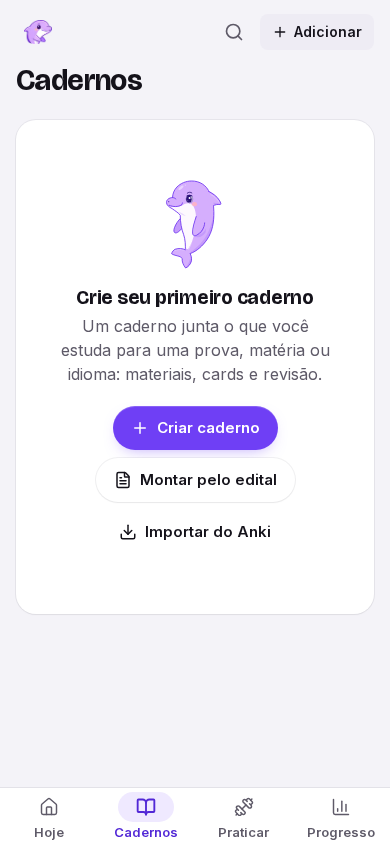 Adicionar
Cadernos
Crie seu primeiro caderno
Um caderno junta o que você
estuda para uma prova, matéria ou
idioma: materiais, cards e revisão.
Criar caderno
Montar pelo edital
Importar do Anki
Hoje
Cadernos
Praticar
Progresso